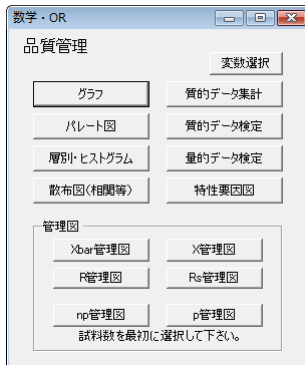 数学・OR
品質管理
変数選択
グラフ
質的データ集計
パレート図
質的データ検定
層別・ヒストグラム
量的データ検定
散布図(相関等)
特性要因図
管理図
Xbar管理図
X管理図
R管理図
Rs管理図
np管理図
p管理図
試料数を最初に選択して下さい。